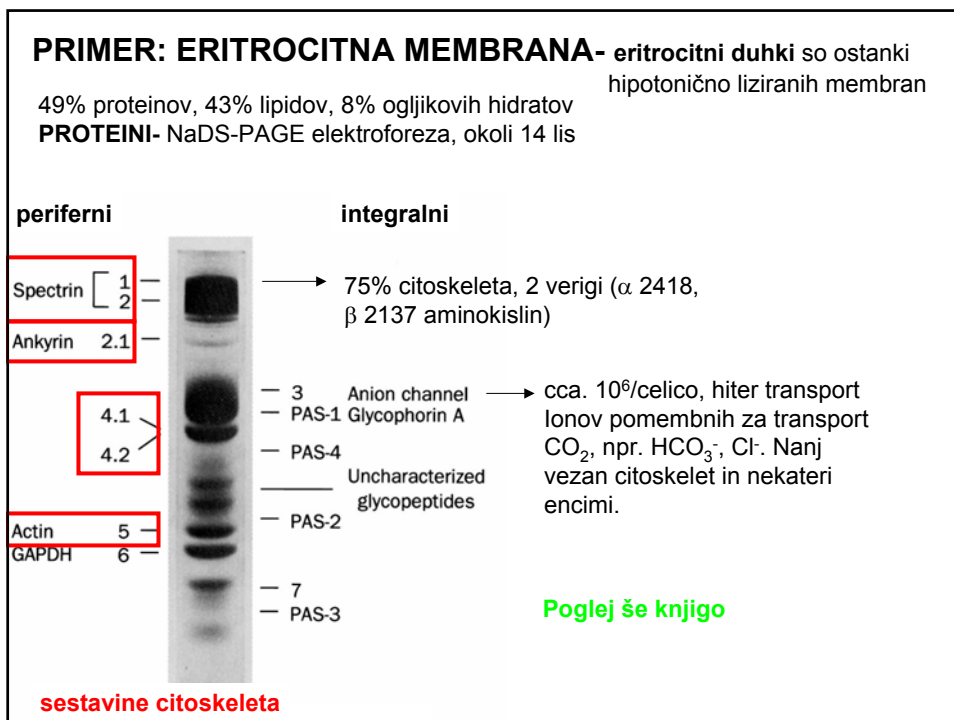 PRIMER: ERITROCITNA MEMBRANA- eritrocitni duhki so ostanki
hipotonično liziranih membran
49% proteinov, 43% lipidov, 8% ogljikovih hidratov
PROTEINI- NaDS-PAGE elektroforeza, okoli 14 lis
periferni
integralni
Spectrin
1
2
75% citoskeleta, 2 verigi (α 2418,
β 2137 aminokislin)
Ankyrin 2.1
3 Anion channel
PAS-1 Glycophorin A
cca. 10⁶/celico, hiter transport
Ionov pomembnih za transport
CO₂, npr. HCO₃⁻, Cl⁻. Nanj
vezan citoskelet in nekateri
encimi.
4.1
4.2
PAS-4
Uncharacterized
glycopeptides
PAS-2
Actin 5
GAPDH 6
7
PAS-3
Poglej še knjigo
sestavine citoskeleta